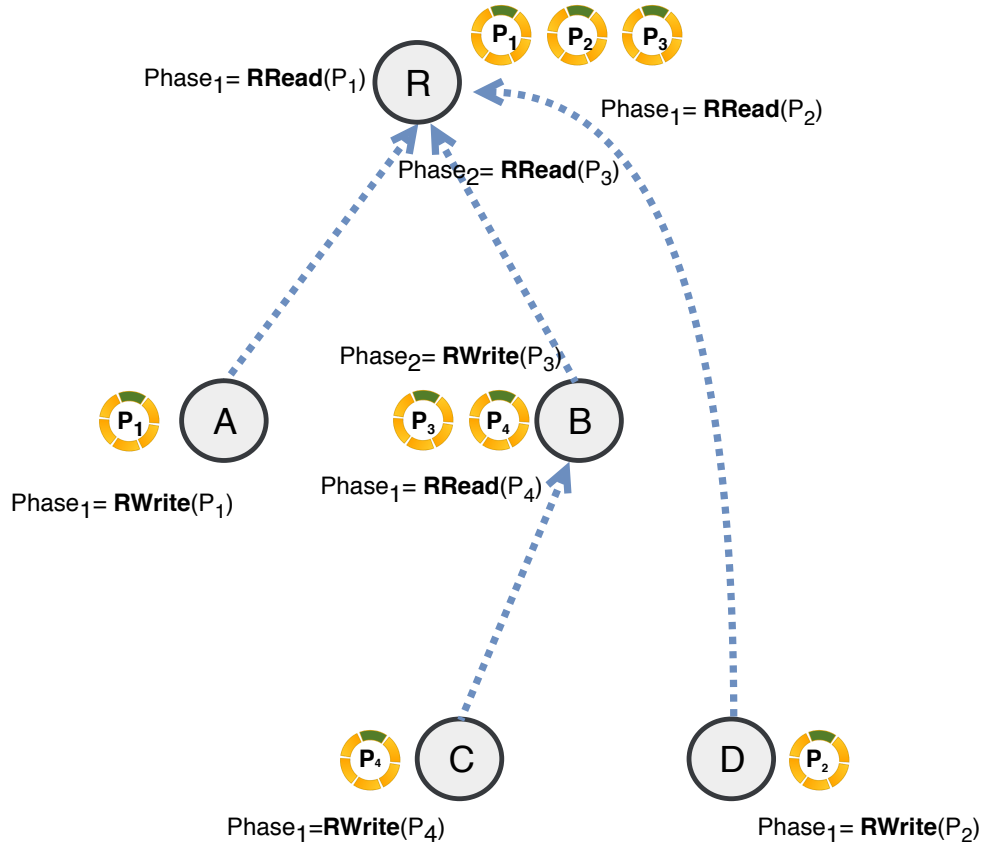 P₁ P₂ P₃
R
Phase₁= RRead(P₁)
Phase₁= RRead(P₂)
Phase₂= RRead(P₃)
Phase₂= RWrite(P₃)
P₁
A
P₃ P₄
B
Phase₁= RWrite(P₁)
Phase₁= RRead(P₄)
P₄
C
D
P₂
Phase₁=RWrite(P₄)
Phase₁= RWrite(P₂)